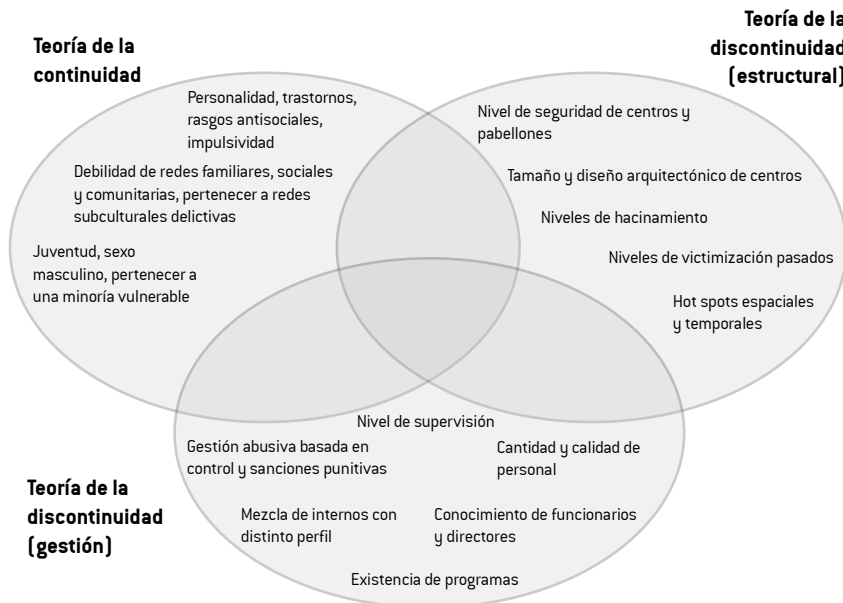 Teoría de la
continuidad
Teoría de la
discontinuidad
(estructural)
Personalidad, trastornos,
rasgos antisociales,
impulsividad
Debilidad de redes familiares, sociales
y comunitarias, pertenecer a redes
subculturales delictivas
Juventud, sexo
masculino, pertenecer a
una minoría vulnerable
Nivel de seguridad de centros y
pabellones
Tamaño y diseño arquitectónico de centros
Niveles de hacinamiento
Niveles de victimización pasados
Hot spots espaciales
y temporales
Nivel de supervisión
Gestión abusiva basada en
control y sanciones punitivas
Cantidad y calidad de
personal
Teoría de la
discontinuidad
(gestión)
Mezcla de internos con
distinto perfil
Conocimiento de funcionarios
y directores
Existencia de programas